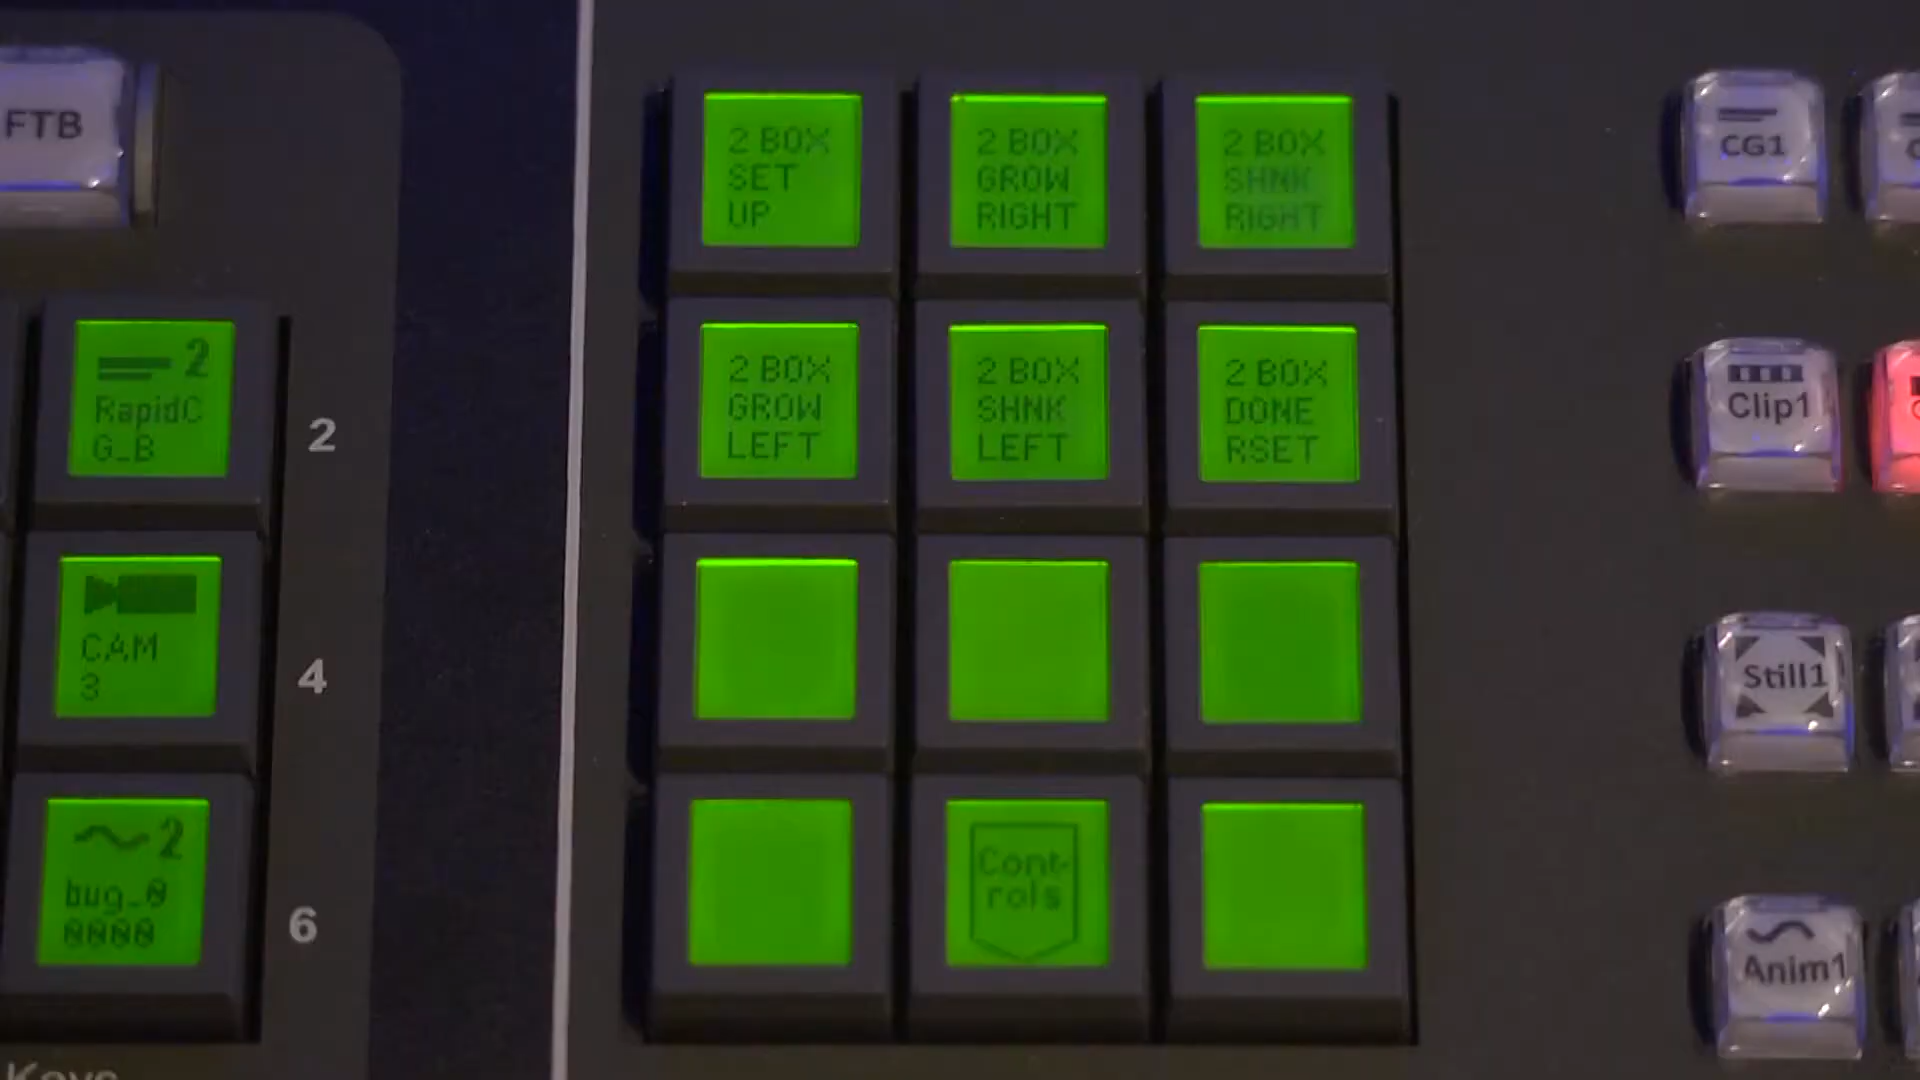 FTB
2 BOX
SET
UP
2 BOX
GROW
RIGHT
2 BOX
SHNK
RIGHT
CG1
2
RapidC
G_B
2
2 BOX
GROW
LEFT
2 BOX
SHNK
LEFT
2 BOX
DONE
RSET
Clip1
CAM
3
4
Still1
2
bug_0
0000
6
Cont-
rols
Anim1
Keys